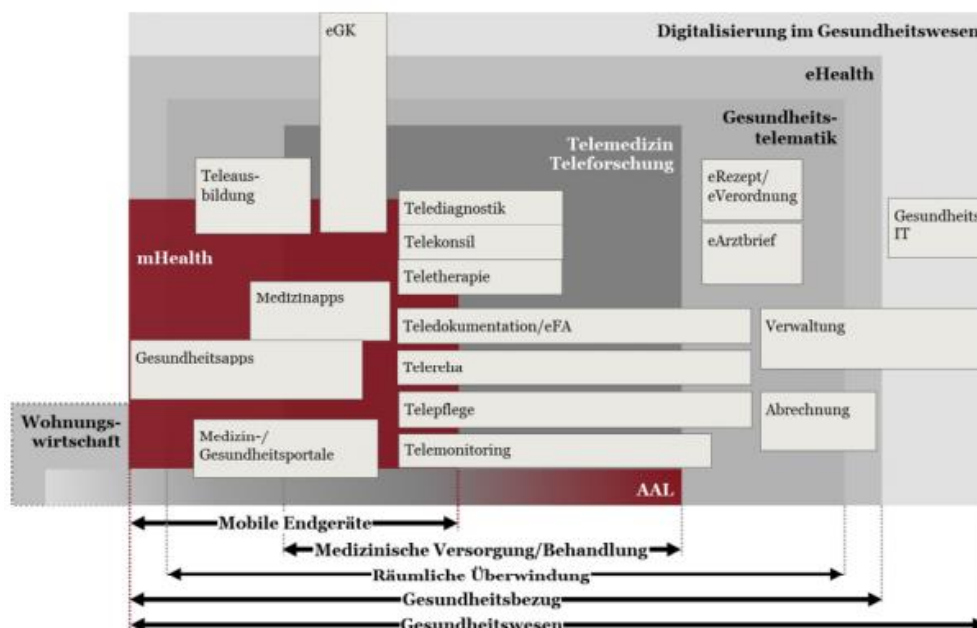 eGK
Digitalisierung im Gesundheitswesen
eHealth
Gesundheits-
telematik
Telemedizin
Teleforschung
Teleaus-
bildung
eRezept/
eVerordnung
Telediagnostik
Gesundheits
IT
eArztbrief
Telekonsil
mHealth
Teletherapie
Medizinapps
Teledokumentation/eFA
Verwaltung
Gesundheitsapps
Telereha
Wohnungs-
wirtschaft
Telepflege
Abrechnung
Medizin-/
Gesundheitsportale
Telemonitoring
AAL
Mobile Endgeräte
Medizinische Versorgung/Behandlung
Räumliche Überwindung
Gesundheitsbezug
Gesundheitswesen